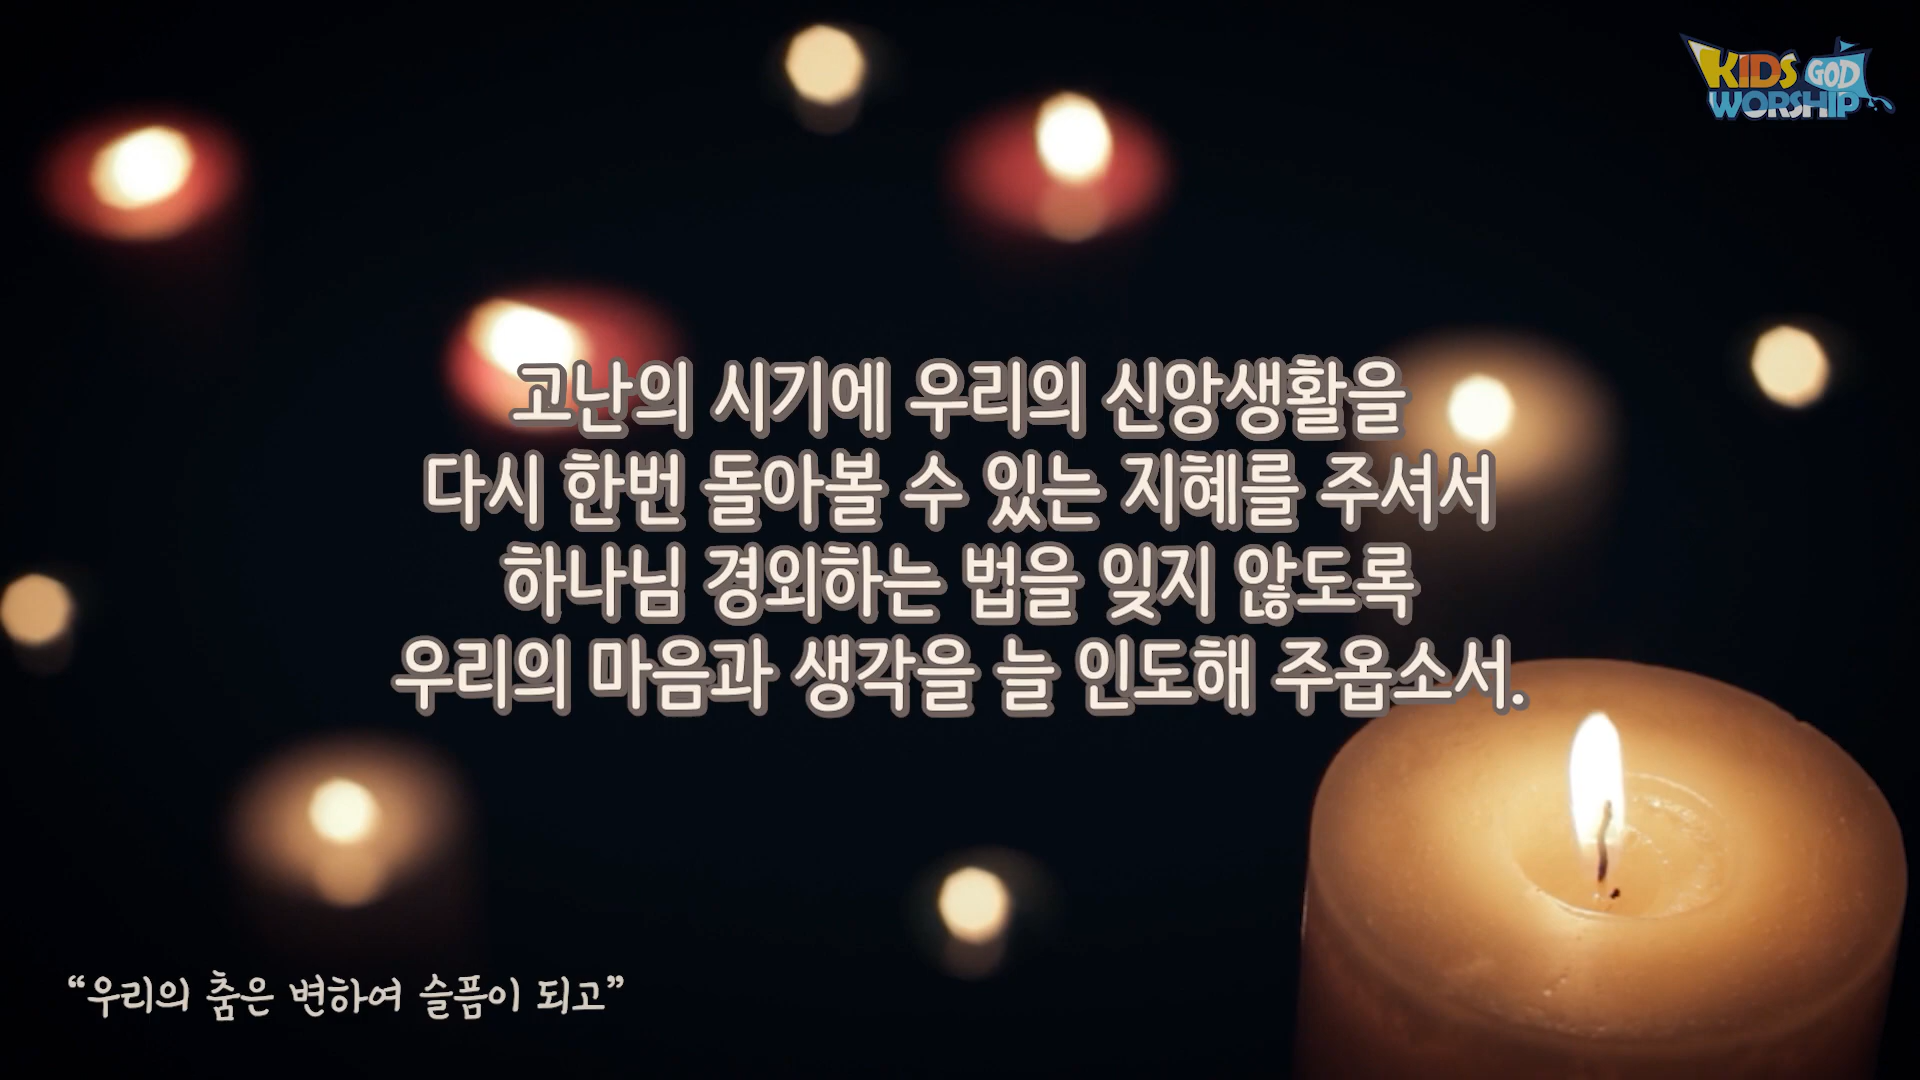 KIDS GOD
WORSHIP
고난의 시기에 우리의 신앙생활을
다시 한번 돌아볼 수 있는 지혜를 주셔서
하나님 경외하는 법을 잊지 않도록
우리의 마음과 생각을 늘 인도해 주옵소서.
“우리의 춤은 변하여 슬픔이 되고”